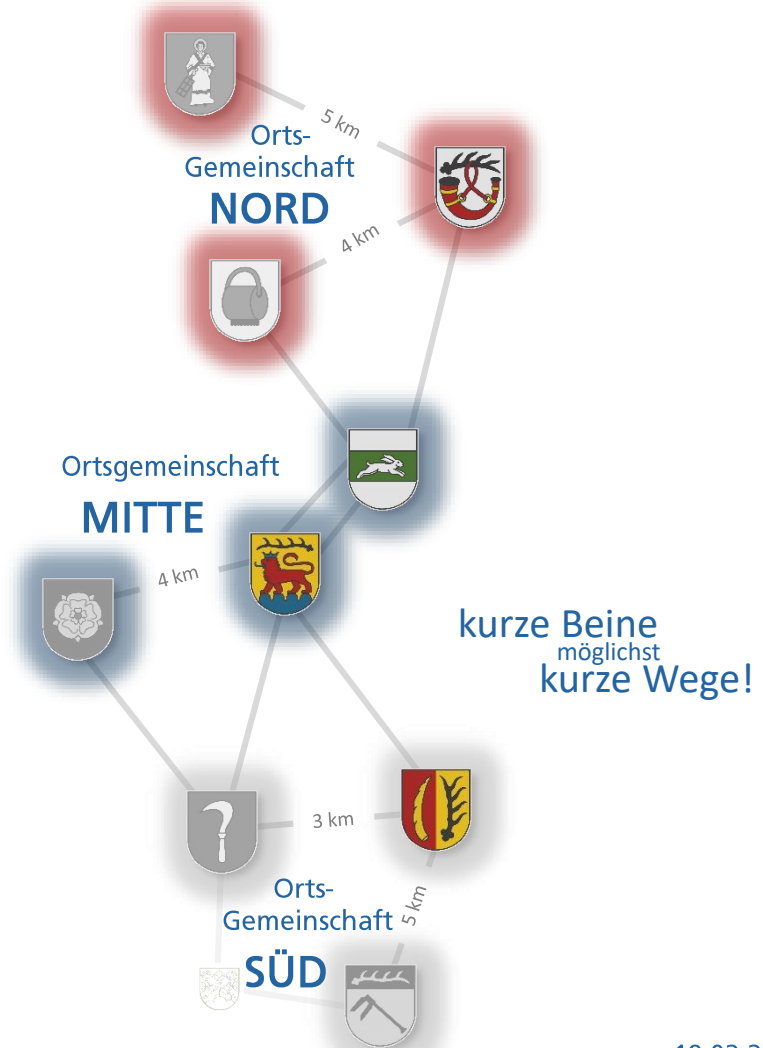 5 km
Orts-
Gemeinschaft
NORD
4 km
Ortsgemeinschaft
MITTE
4 km
kurze Beine
möglichst
kurze Wege!
3 km
Orts-
Gemeinschaft
5 km
SÜD